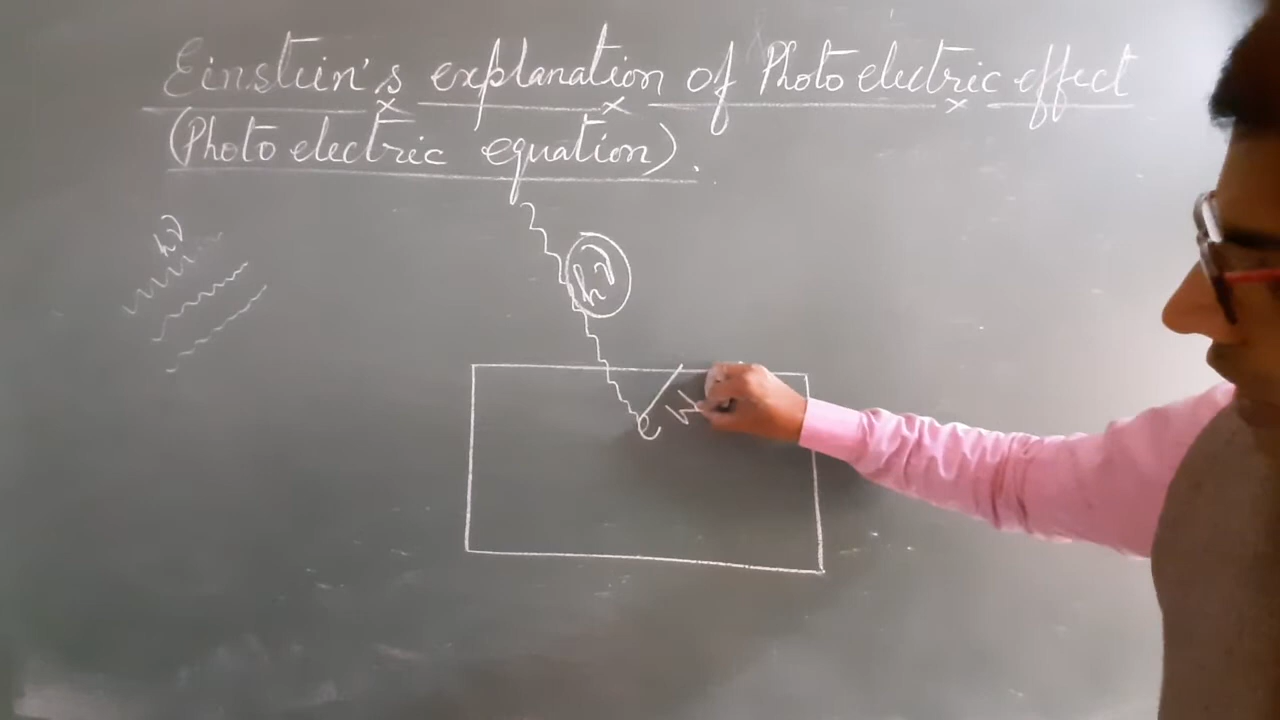 Einstein's explanation of Photo electric effect
(Photo electric equation).
hν
hν
e W